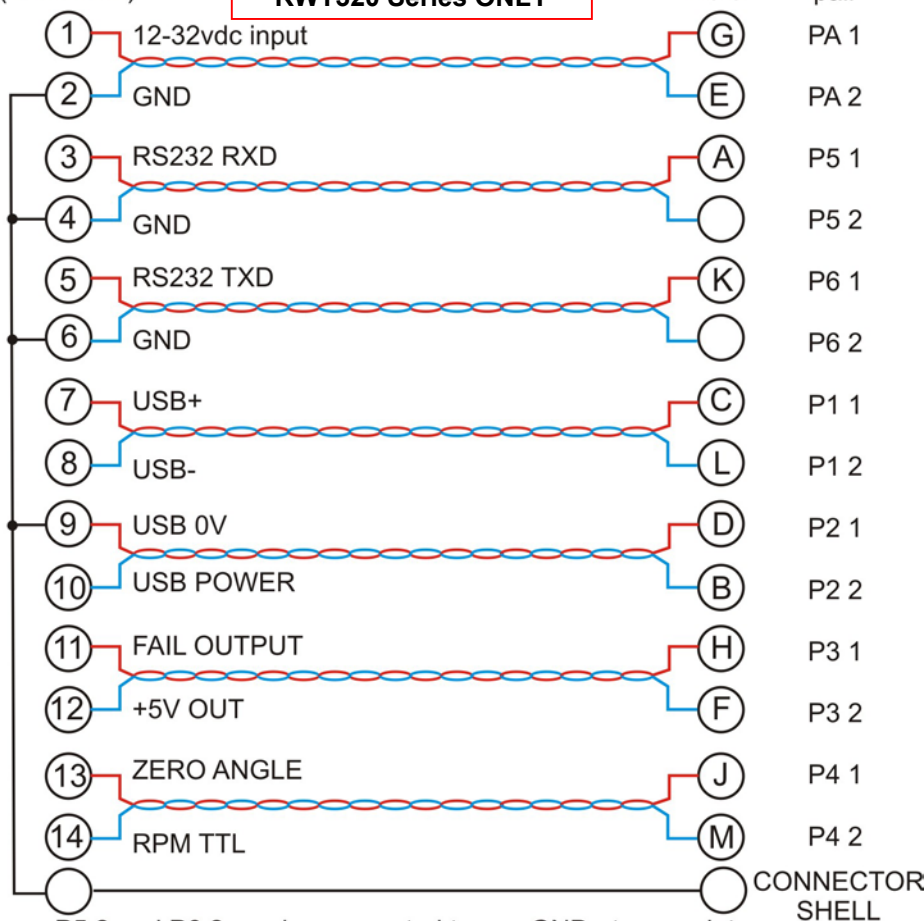 RWT520 Series ONLY
1 12-32vdc input G PA 1
2 GND E PA 2
3 RS232 RXD A P5 1
4 GND P5 2
5 RS232 TXD K P6 1
6 GND P6 2
7 USB+ C P1 1
8 USB- L P1 2
9 USB 0V D P2 1
10 USB POWER B P2 2
11 FAIL OUTPUT H P3 1
12 +5V OUT F P3 2
13 ZERO ANGLE J P4 1
14 RPM TTL M P4 2
CONNECTOR
SHELL